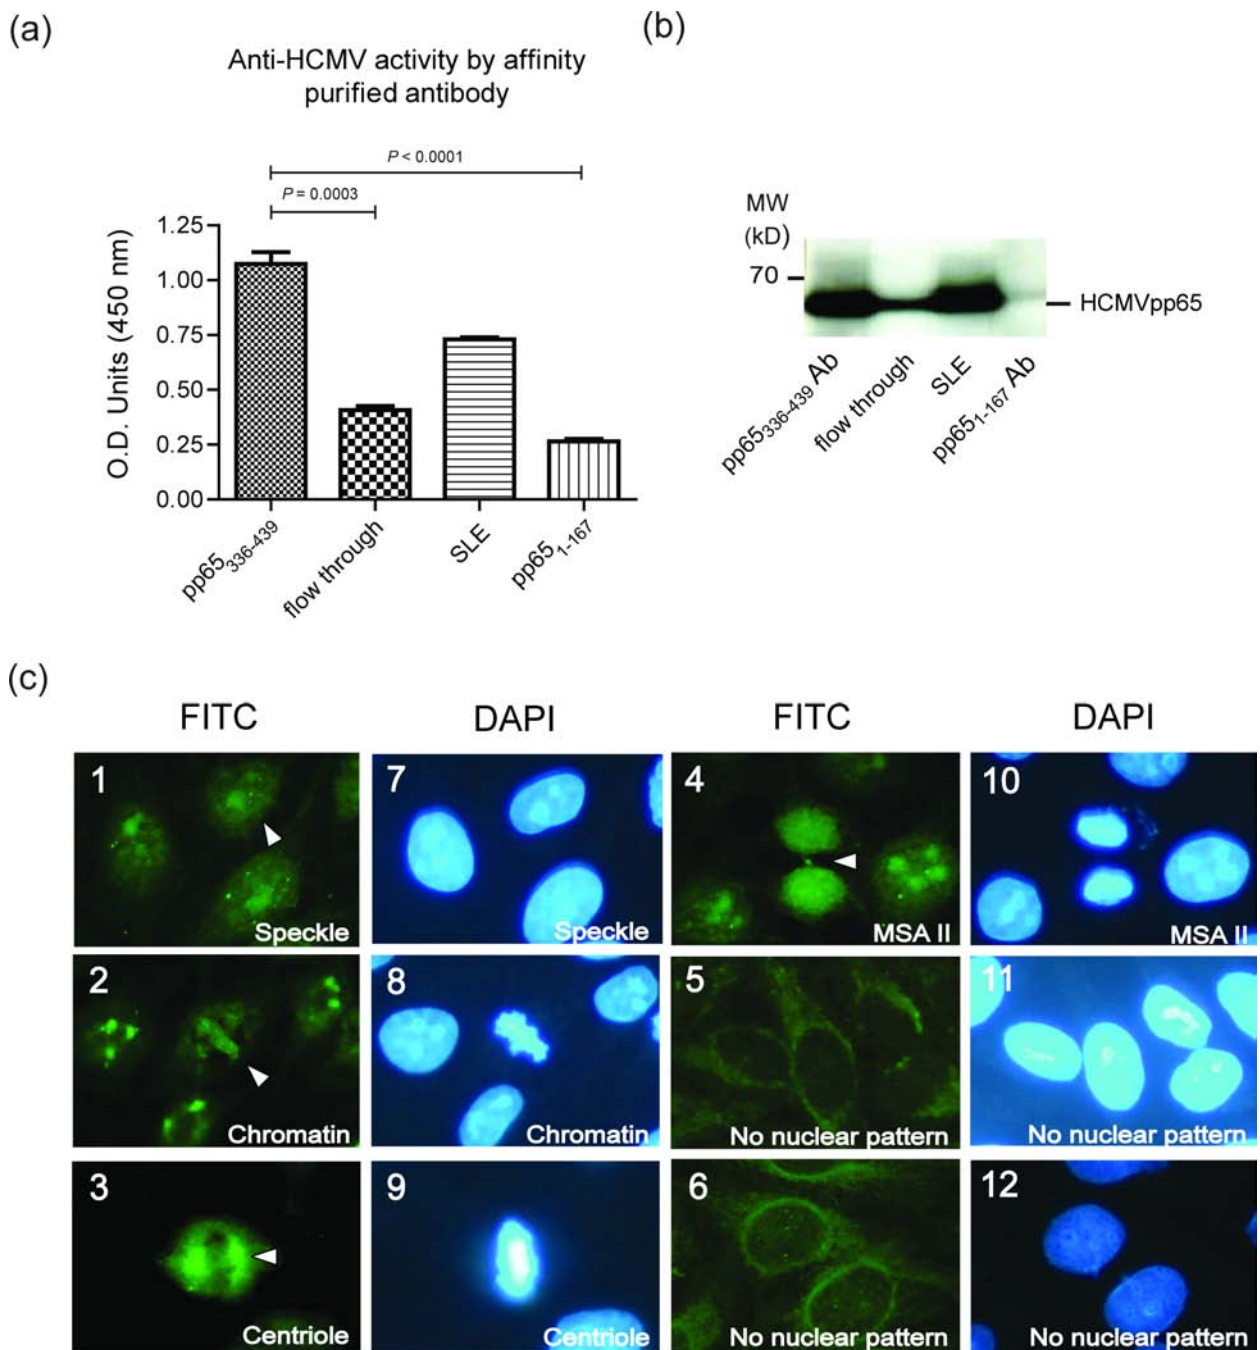 (a)
Anti-HCMV activity by affinity
purified antibody
P < 0.0001
P = 0.0003
O.D. Units (450 nm)
1.25
1.00
0.75
0.50
0.25
0.00
pp65336-439
flow through
SLE
pp651-167
(b)
MW
(kD)
70
HCMVpp65
pp65336-439 Ab
flow through
SLE
pp651-167 Ab
(c)
FITC
DAPI
FITC
DAPI
1
Speckle
7
Speckle
4
MSA II
10
MSA II
2
Chromatin
8
Chromatin
5
No nuclear pattern
11
No nuclear pattern
3
Centriole
9
Centriole
6
No nuclear pattern
12
No nuclear pattern